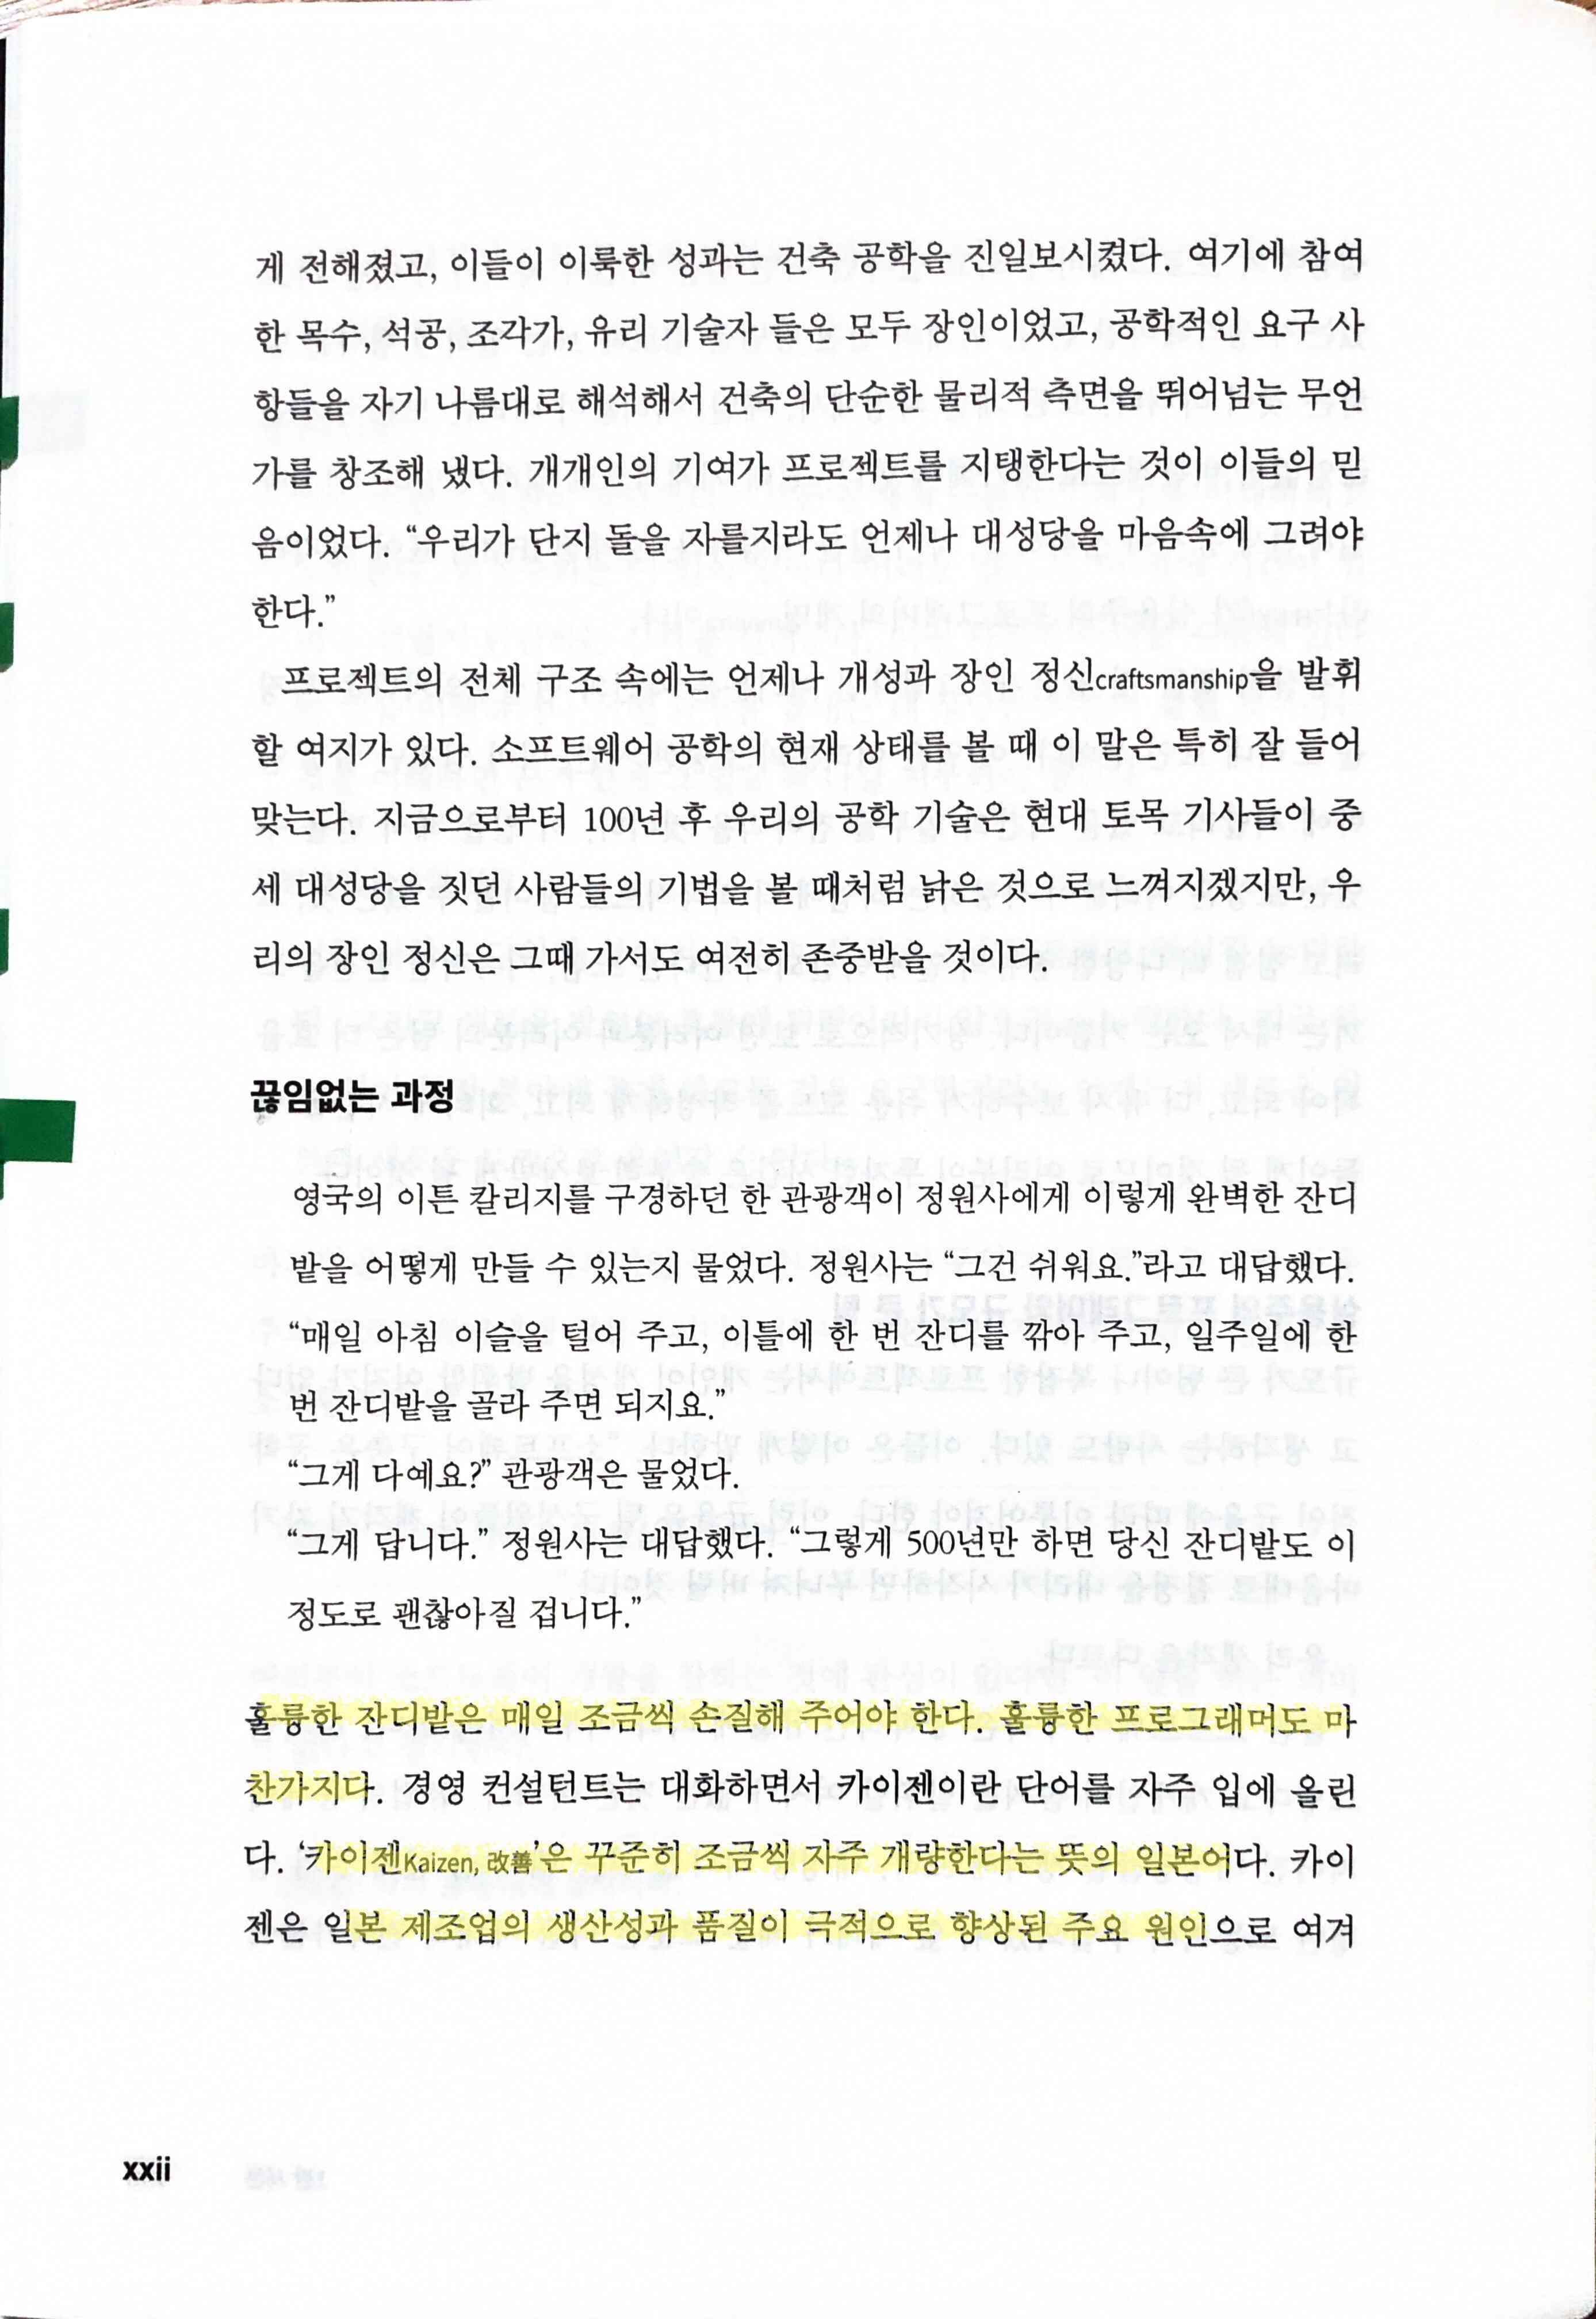 게 전해졌고, 이들이 이룩한 성과는 건축 공학을 진일보시켰다. 여기에 참여
한 목수, 석공, 조각가, 유리 기술자 들은 모두 장인이었고, 공학적인 요구 사
항들을 자기 나름대로 해석해서 건축의 단순한 물리적 측면을 뛰어넘는 무언
가를 창조해 냈다. 개개인의 기여가 프로젝트를 지탱한다는 것이 이들의 믿
음이었다. “우리가 단지 돌을 자를지라도 언제나 대성당을 마음속에 그려야
한다.”
프로젝트의 전체 구조 속에는 언제나 개성과 장인 정신craftsmanship을 발휘
할 여지가 있다. 소프트웨어 공학의 현재 상태를 볼 때 이 말은 특히 잘 들어
맞는다. 지금으로부터 100년 후 우리의 공학 기술은 현대 토목 기사들이 중
세 대성당을 짓던 사람들의 기법을 볼 때처럼 낡은 것으로 느껴지겠지만, 우
리의 장인 정신은 그때 가서도 여전히 존중받을 것이다.
끊임없는 과정
영국의 이튼 칼리지를 구경하던 한 관광객이 정원사에게 이렇게 완벽한 잔디
밭을 어떻게 만들 수 있는지 물었다. 정원사는 “그건 쉬워요.”라고 대답했다.
“매일 아침 이슬을 털어 주고, 이틀에 한 번 잔디를 깎아 주고, 일주일에 한
번 잔디밭을 골라 주면 되지요.”
“그게 다예요?” 관광객은 물었다.
“그게 답니다.” 정원사는 대답했다. “그렇게 500년만 하면 당신 잔디밭도 이
정도로 괜찮아질 겁니다.”
훌륭한 잔디밭은 매일 조금씩 손질해 주어야 한다. 훌륭한 프로그래머도 마
찬가지다. 경영 컨설턴트는 대화하면서 카이젠이란 단어를 자주 입에 올린
다. ‘카이젠Kaizen, 改善’은 꾸준히 조금씩 자주 개량한다는 뜻의 일본어다. 카이
젠은 일본 제조업의 생산성과 품질이 극적으로 향상된 주요 원인으로 여겨
xxii